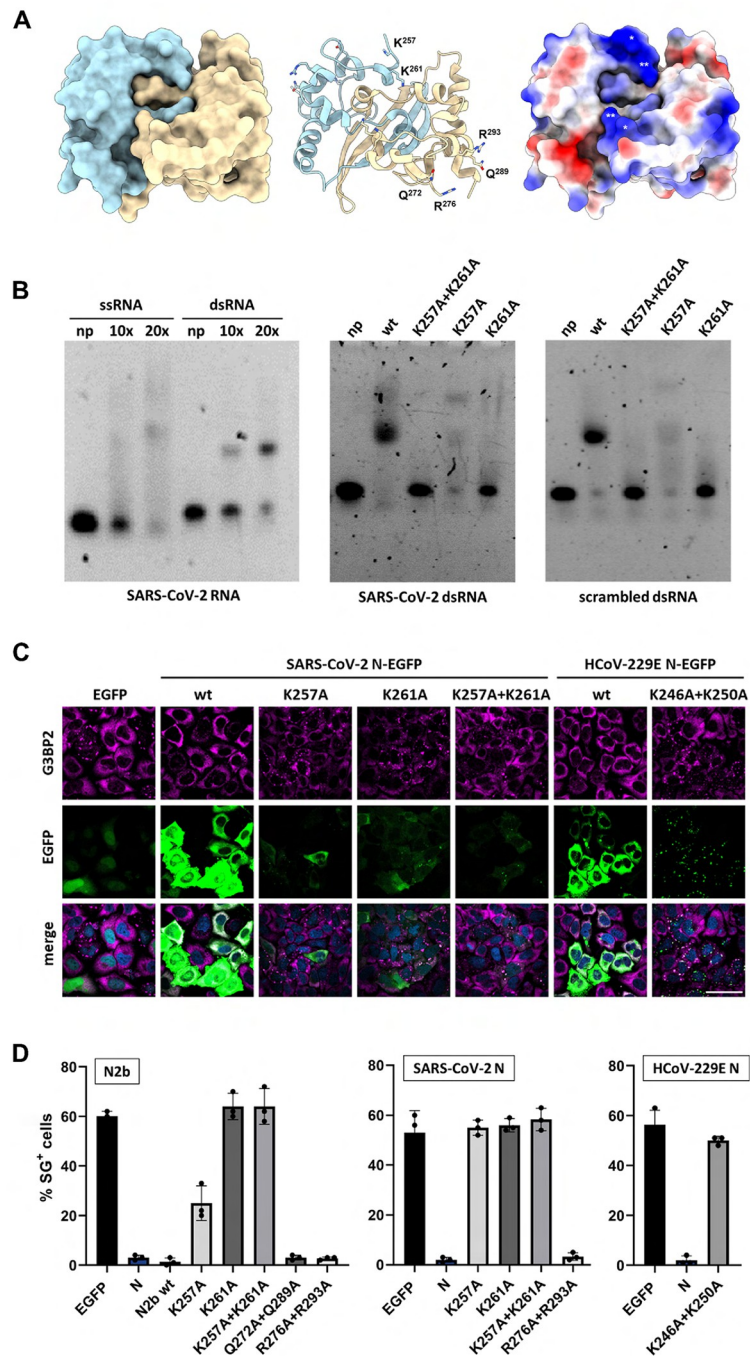 A
K257
K261
R293
Q289
Q272
R276
*
**
**
*
B
ssRNA dsRNA
np 10x 20x np 10x 20x
np wt K257A+K261A K257A K261A
np wt K257A+K261A K257A K261A
SARS-CoV-2 RNA
SARS-CoV-2 dsRNA
scrambled dsRNA
C
SARS-CoV-2 N-EGFP HCoV-229E N-EGFP
EGFP wt K257A K261A K257A+K261A wt K246A+K250A
G3BP2
EGFP
merge
D
N2b
% SG+ cells
80
60
40
20
0
EGFP N N2b wt K257A K261A K257A+K261A Q272A+Q289A R276A+R293A
SARS-CoV-2 N
80
60
40
20
0
EGFP N K257A K261A K257A+K261A R276A+R293A
HCoV-229E N
80
60
40
20
0
EGFP N K246A+K250A